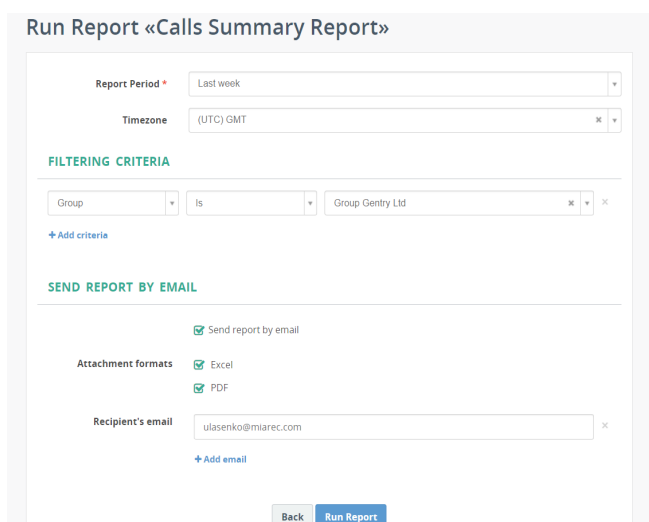 Run Report «Calls Summary Report»
Report Period * Last week
Timezone (UTC) GMT
FILTERING CRITERIA
Group Is Group Gentry Ltd
+ Add criteria
SEND REPORT BY EMAIL
Send report by email
Attachment formats Excel
PDF
Recipient's email ulasenko@miarec.com
+ Add email
Back Run Report